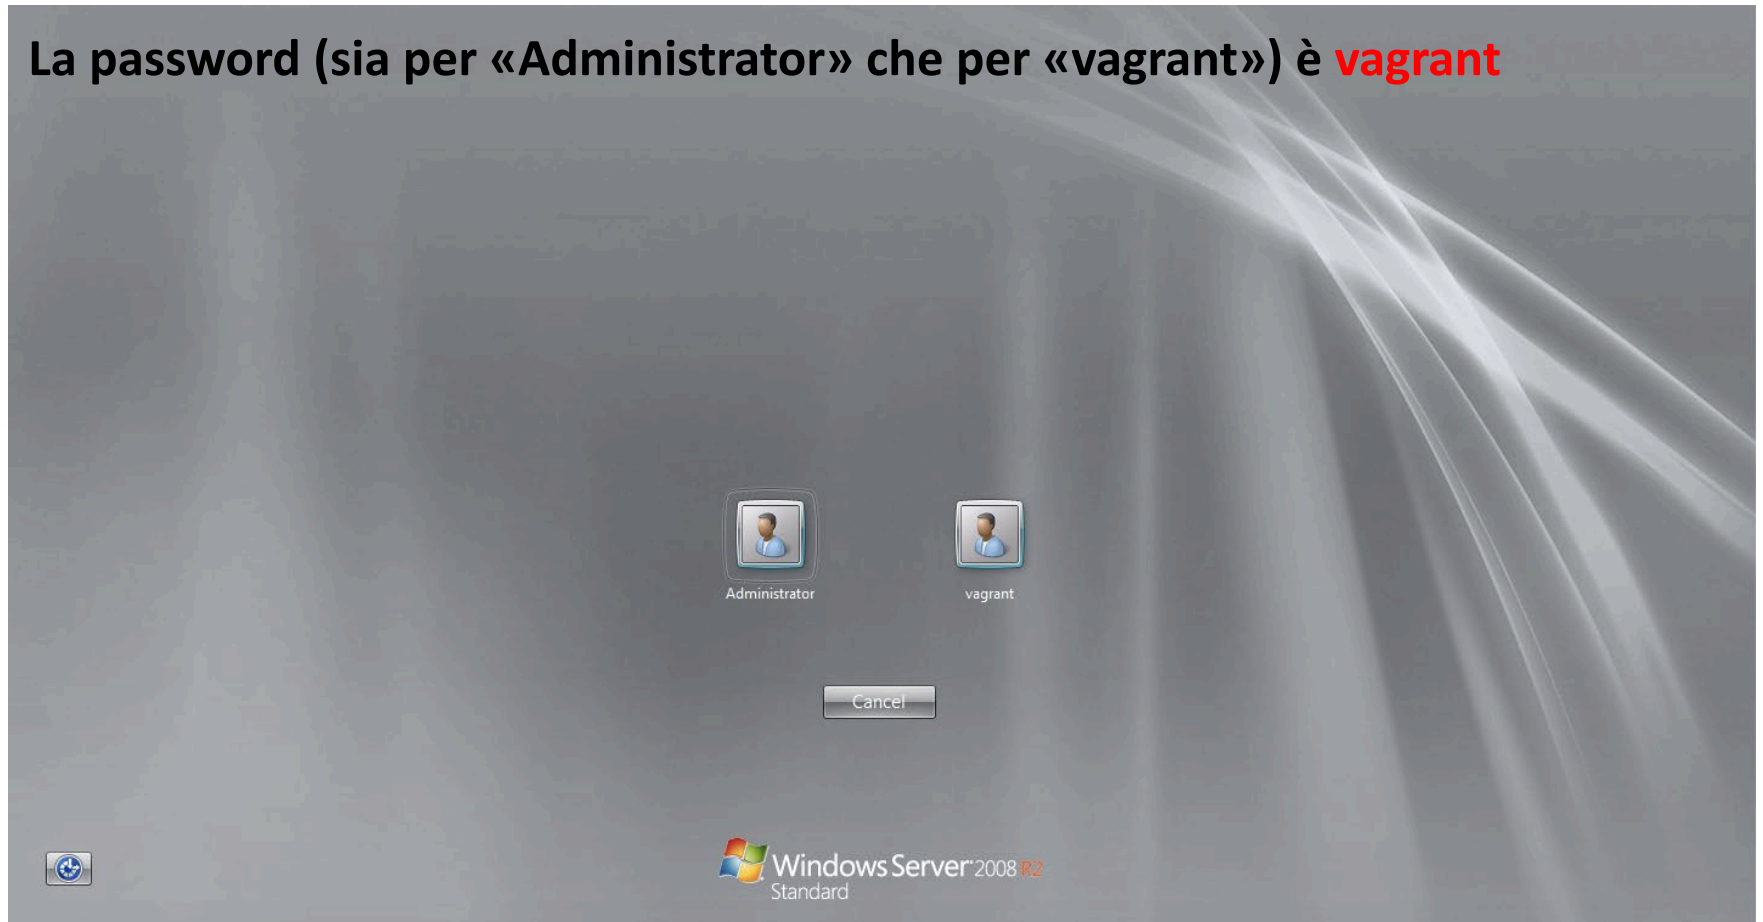 La password (sia per «Administrator» che per «vagrant») è vagrant
Administrator
vagrant
Cancel
Windows Server 2008 R2
Standard